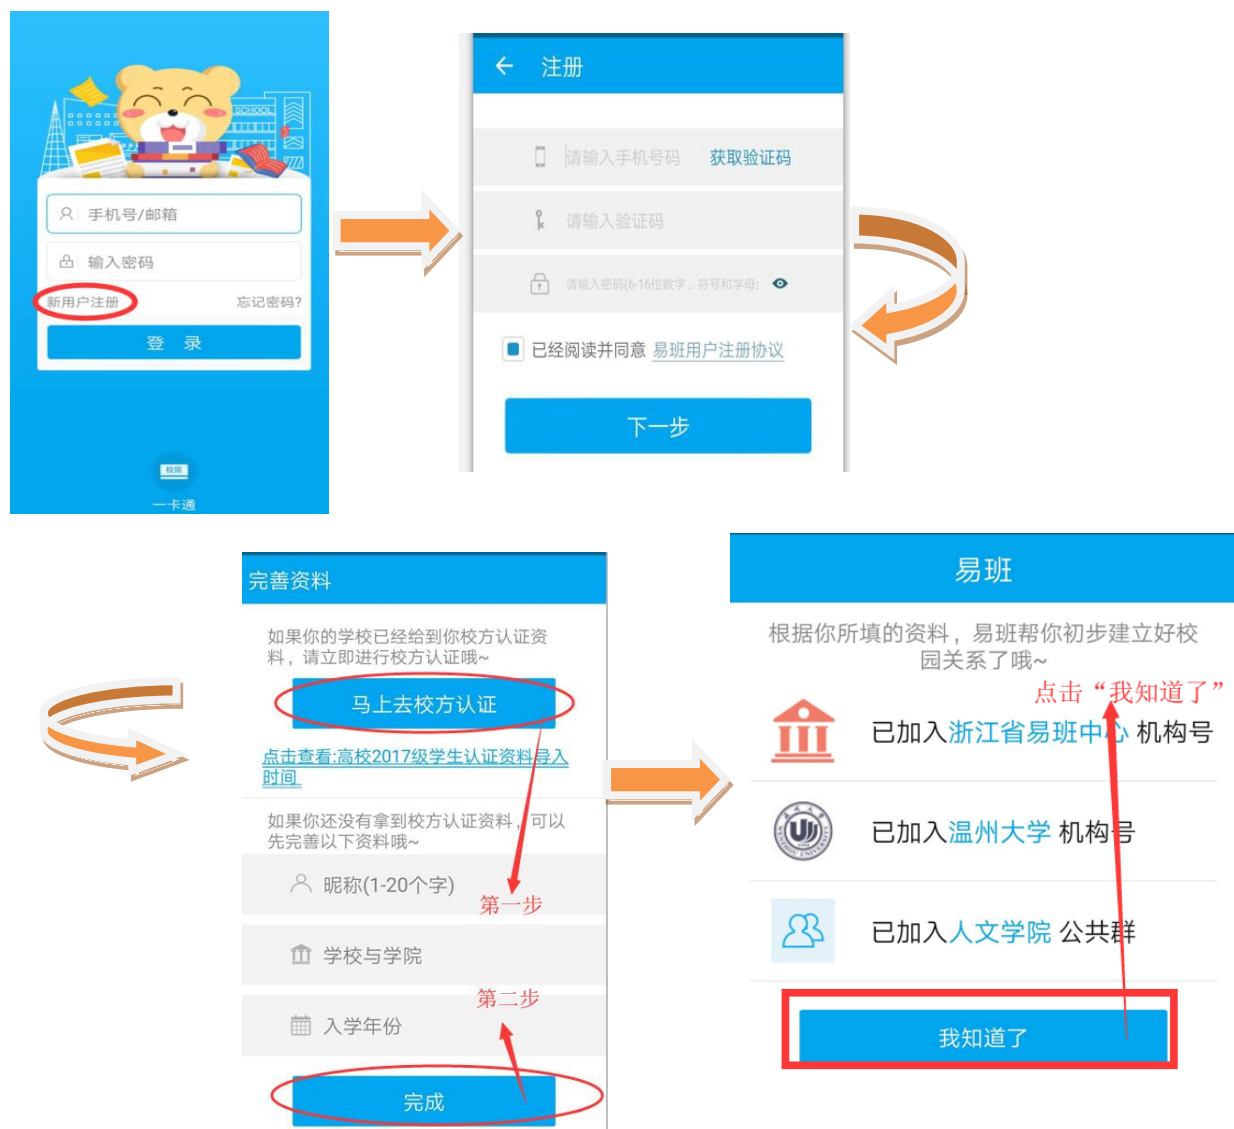 SCHOOL
手机号/邮箱
输入密码
新用户注册
忘记密码?
登 录
校园
一卡通
注册
请输入手机号码
获取验证码
请输入验证码
请输入密码(6-16位数字、符号和字母
已经阅读并同意 易班用户注册协议
下一步
完善资料
如果你的学校已经给到你校方认证资
料，请立即进行校方认证哦~
马上去校方认证
点击查看:高校2017级学生认证资料导入
时间
如果你还没有拿到校方认证资料，可以
先完善以下资料哦~
昵称(1-20个字)
第一步
学校与学院
第二步
入学年份
完成
易班
根据你所填的资料，易班帮你初步建立好校
园关系了哦~
点击“我知道了”
已加入浙江省易班中心 机构号
已加入温州大学 机构号
已加入人文学院 公共群
我知道了